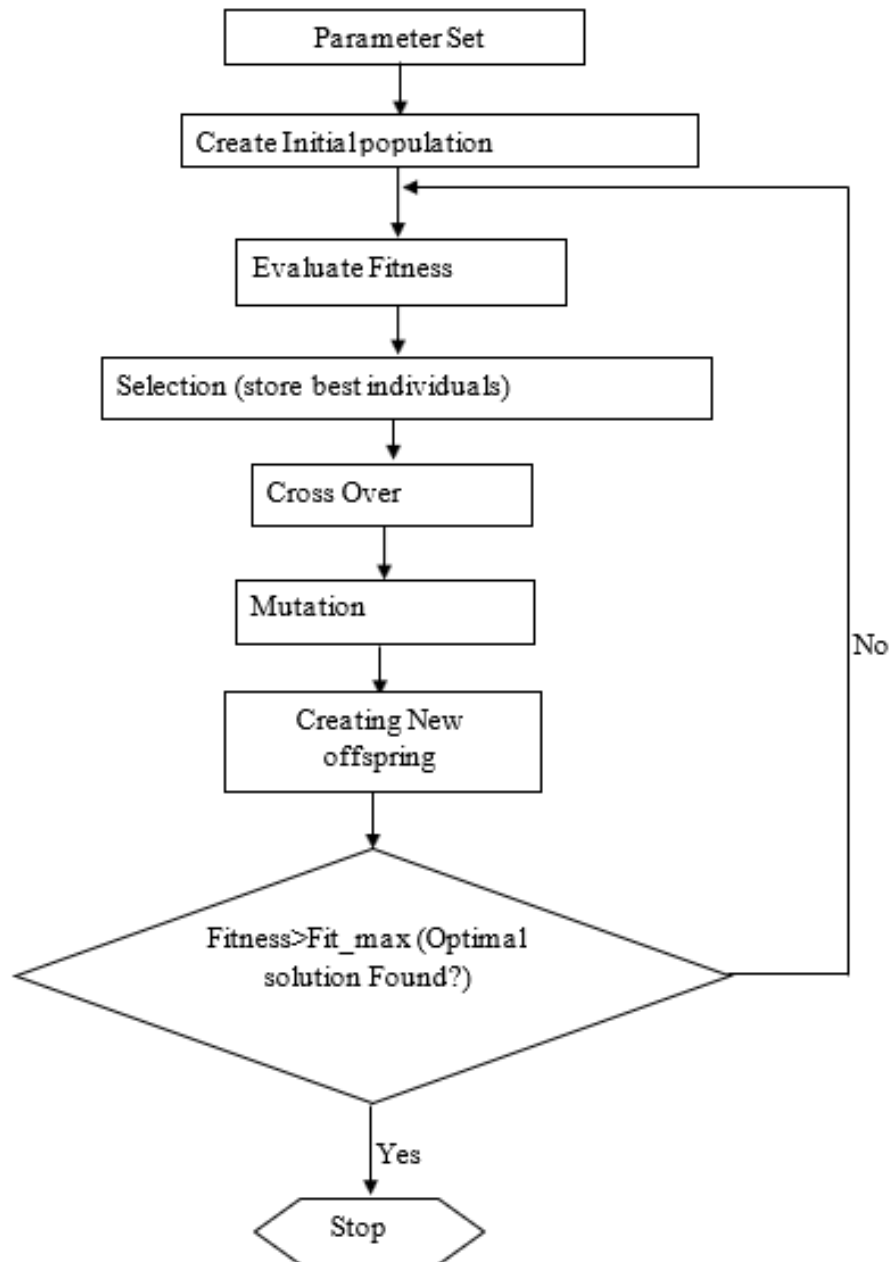 Parameter Set
Create Initial population
Evaluate Fitness
Selection (store best individuals)
Cross Over
Mutation
Creating New
offspring
No
Fitness>Fit_max (Optimal
solution Found?)
Yes
Stop